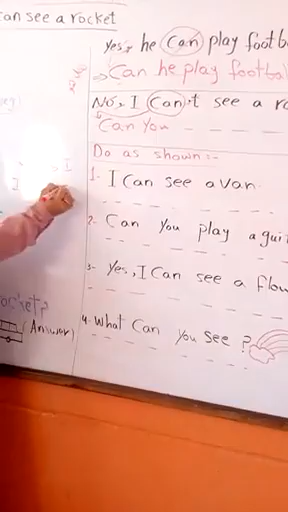 can see a rocket
Yes, he can play footb
Can he play football
No, I can't see a ro
Can You
Do as shown:-
1- I Can see a van.
2- Can You play a gui
3- Yes, I Can see a flow
ocket?
(Answer)
4- What Can You see ?